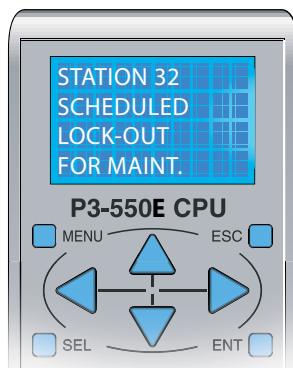 STATION 32
SCHEDULED
LOCK-OUT
FOR MAINT.
P3-550E CPU
MENU ESC
SEL ENT